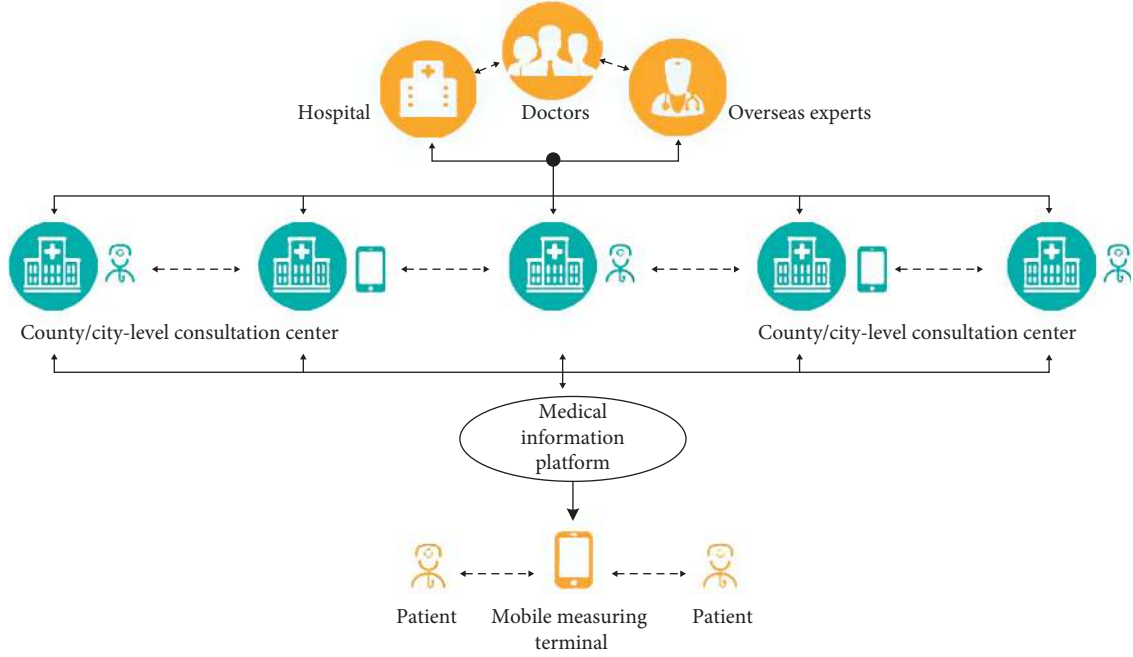 Hospital
Doctors
Overseas experts
County/city-level consultation center
County/city-level consultation center
Medical
information
platform
Patient
Mobile measuring
terminal
Patient